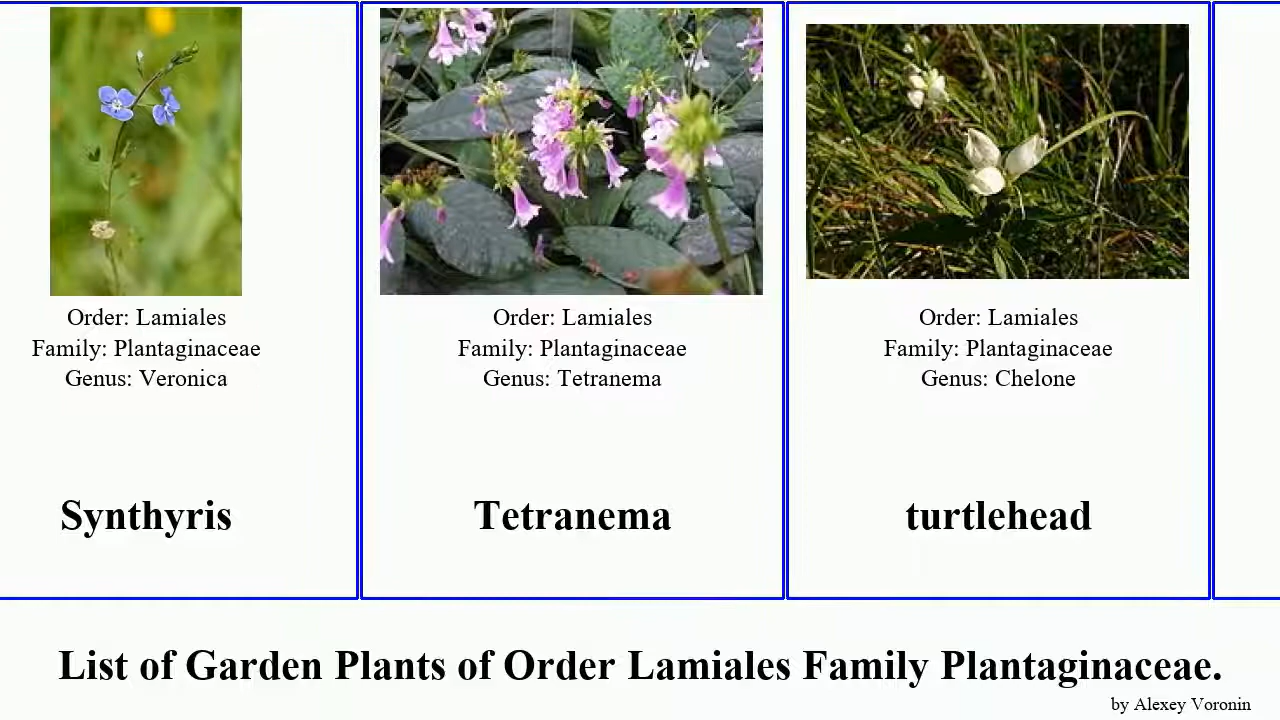 Order: Lamiales
Family: Plantaginaceae
Genus: Veronica
Synthyris
Order: Lamiales
Family: Plantaginaceae
Genus: Tetranema
Tetranema
Order: Lamiales
Family: Plantaginaceae
Genus: Chelone
turtlehead
List of Garden Plants of Order Lamiales Family Plantaginaceae.
by Alexey Voronin